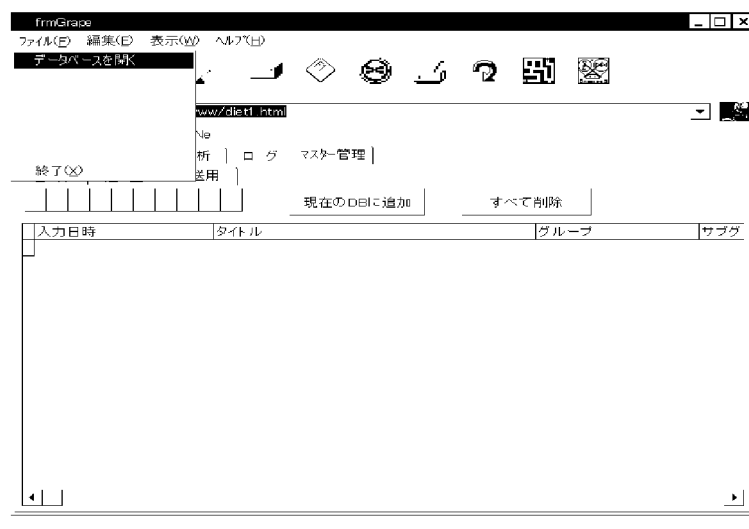 frmGrape
ファイル(F) 編集(E) 表示(W) ヘルプ(H)
データベースを開く
www/diet1.html
Ne
析 ログ マスター管理
終了(X)
送用
現在のDBに追加 すべて削除
入力日時 タイトル グループ サブグ